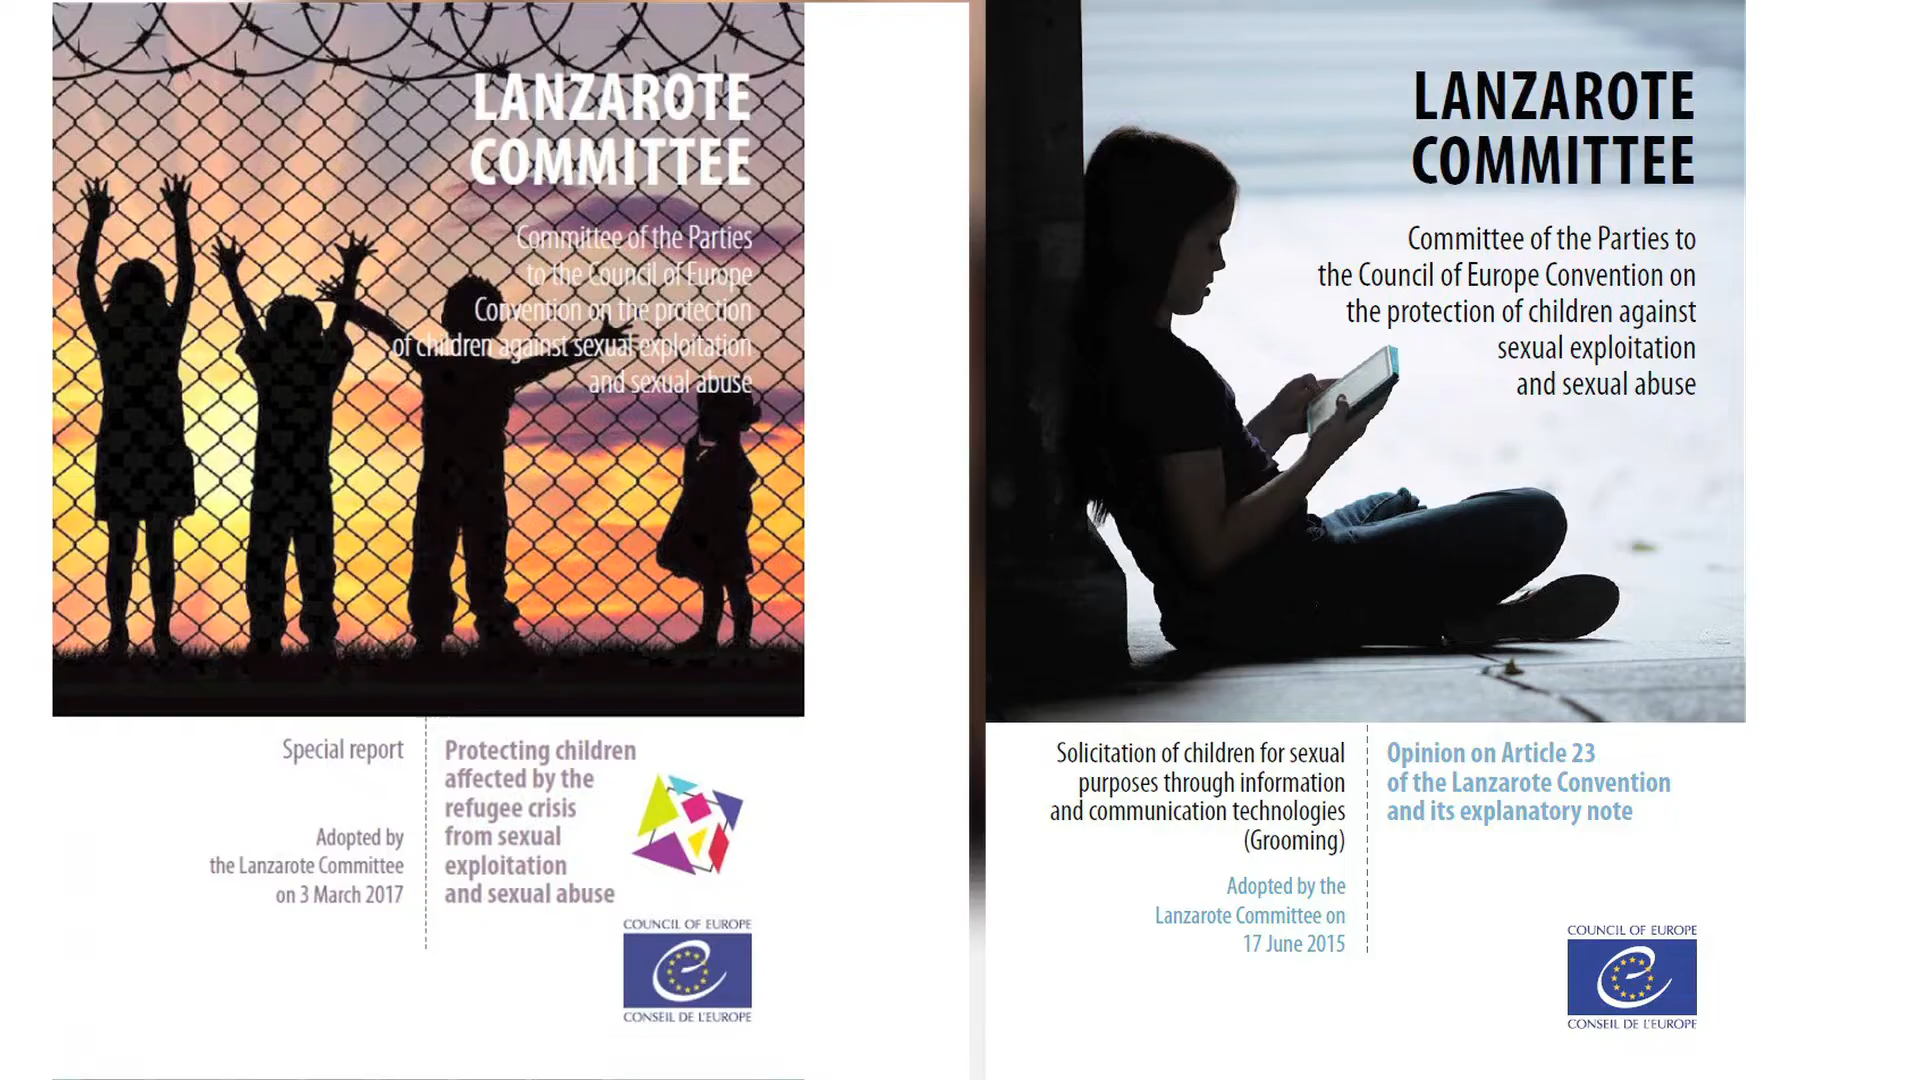 LANZAROTE
COMMITTEE
Committee of the Parties
to the Council of Europe
Convention on the protection
of children against sexual exploitation
and sexual abuse
Special report
Adopted by
the Lanzarote Committee
on 3 March 2017
Protecting children
affected by the
refugee crisis
from sexual
exploitation
and sexual abuse
COUNCIL OF EUROPE
CONSEIL DE L'EUROPE
LANZAROTE
COMMITTEE
Committee of the Parties to
the Council of Europe Convention on
the protection of children against
sexual exploitation
and sexual abuse
Solicitation of children for sexual
purposes through information
and communication technologies
(Grooming)
Adopted by the
Lanzarote Committee on
17 June 2015
Opinion on Article 23
of the Lanzarote Convention
and its explanatory note
COUNCIL OF EUROPE
CONSEIL DE L'EUROPE